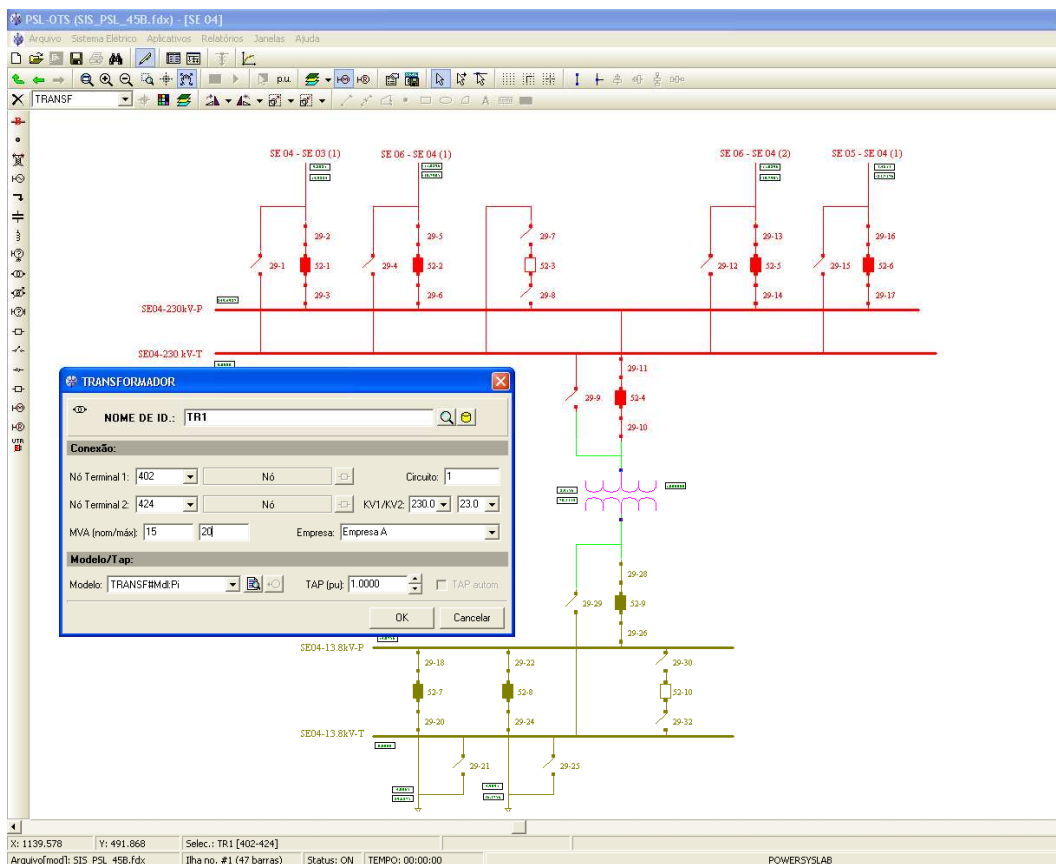 PSL-OTS (SIS_PSL_45B.fdx) - [SE 04]
Arquivo Sistema Elétrico Aplicativos Relatórios Janelas Ajuda
p.u.
TRANSF
SE 04 - SE 03 (1) SE 06 - SE 04 (1) SE 06 - SE 04 (2) SE 05 - SE 04 (1)
29-2 29-5 29-7 29-13 29-16
29-1 52-1 29-4 52-2 52-3 29-12 52-5 29-15 52-6
29-3 29-6 29-8 29-14 29-17
SE04-230kV-P
SE04-230 kV-T
29-11
29-9 52-4
29-10
TRANSFORMADOR
NOME DE ID.: TR1
Conexão:
Nó Terminal 1: 402 Nó Circuito: 1
Nó Terminal 2: 424 Nó KV1/KV2: 230.0 23.0
MVA (nom/máx): 15 20 Empresa: Empresa A
Modelo/Tap:
Modelo: TRANSF#Mdl:Pi TAP (pu): 1.0000 TAP autom.
OK Cancelar
29-28
29-29 52-9
29-26
SE04-13.8kV-P
29-18 29-22 29-30
52-7 52-8 52-10
29-20 29-24 29-32
SE04-13.8kV-T
29-21 29-25
X: 1139.578 Y: 491.868 Selec.: TR1 [402-424]
Arquivo[mod]: SIS_PSL_45B.fdx Ilha no. #1 (47 barras) Status: ON TEMPO: 00:00:00 POWERSYSLAB